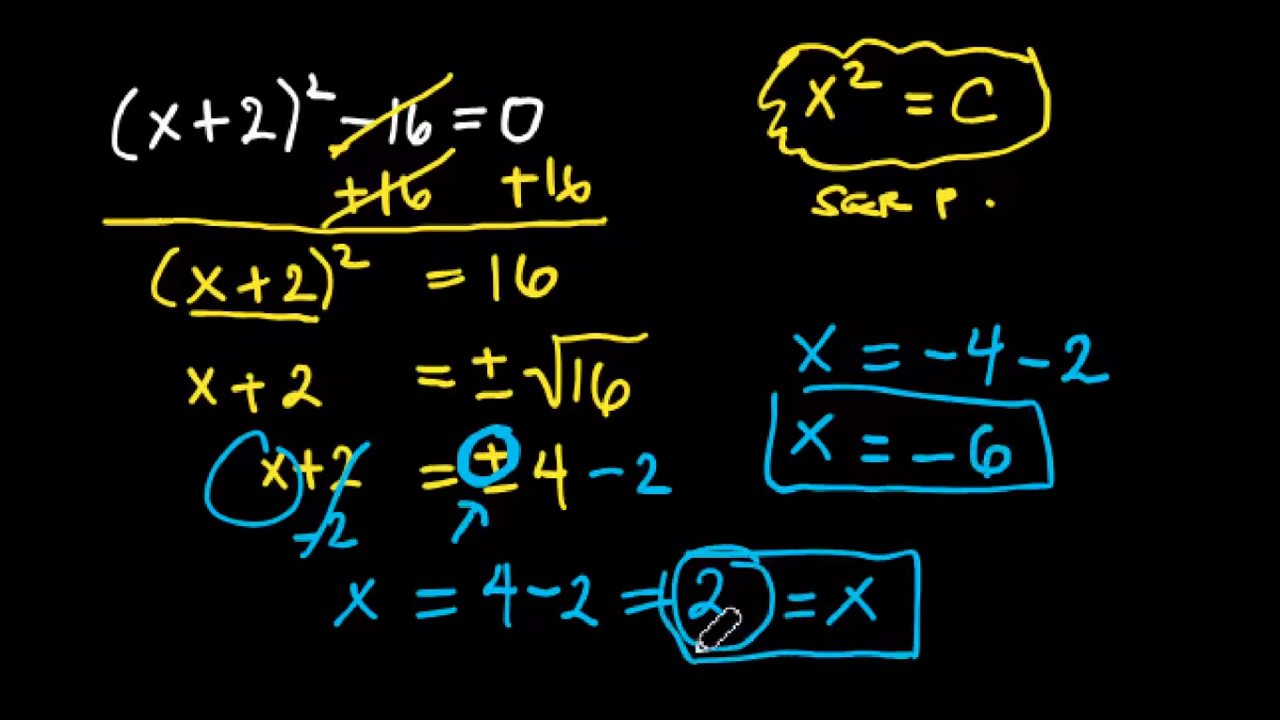 (x+2)² -16 = 0
+16 +16
(x+2)² = 16
x+2 = ± √16
x+2 = ± 4 - 2
-2
x = 4 - 2 = 2 = x
x² = C
x = -4 - 2
x = -6